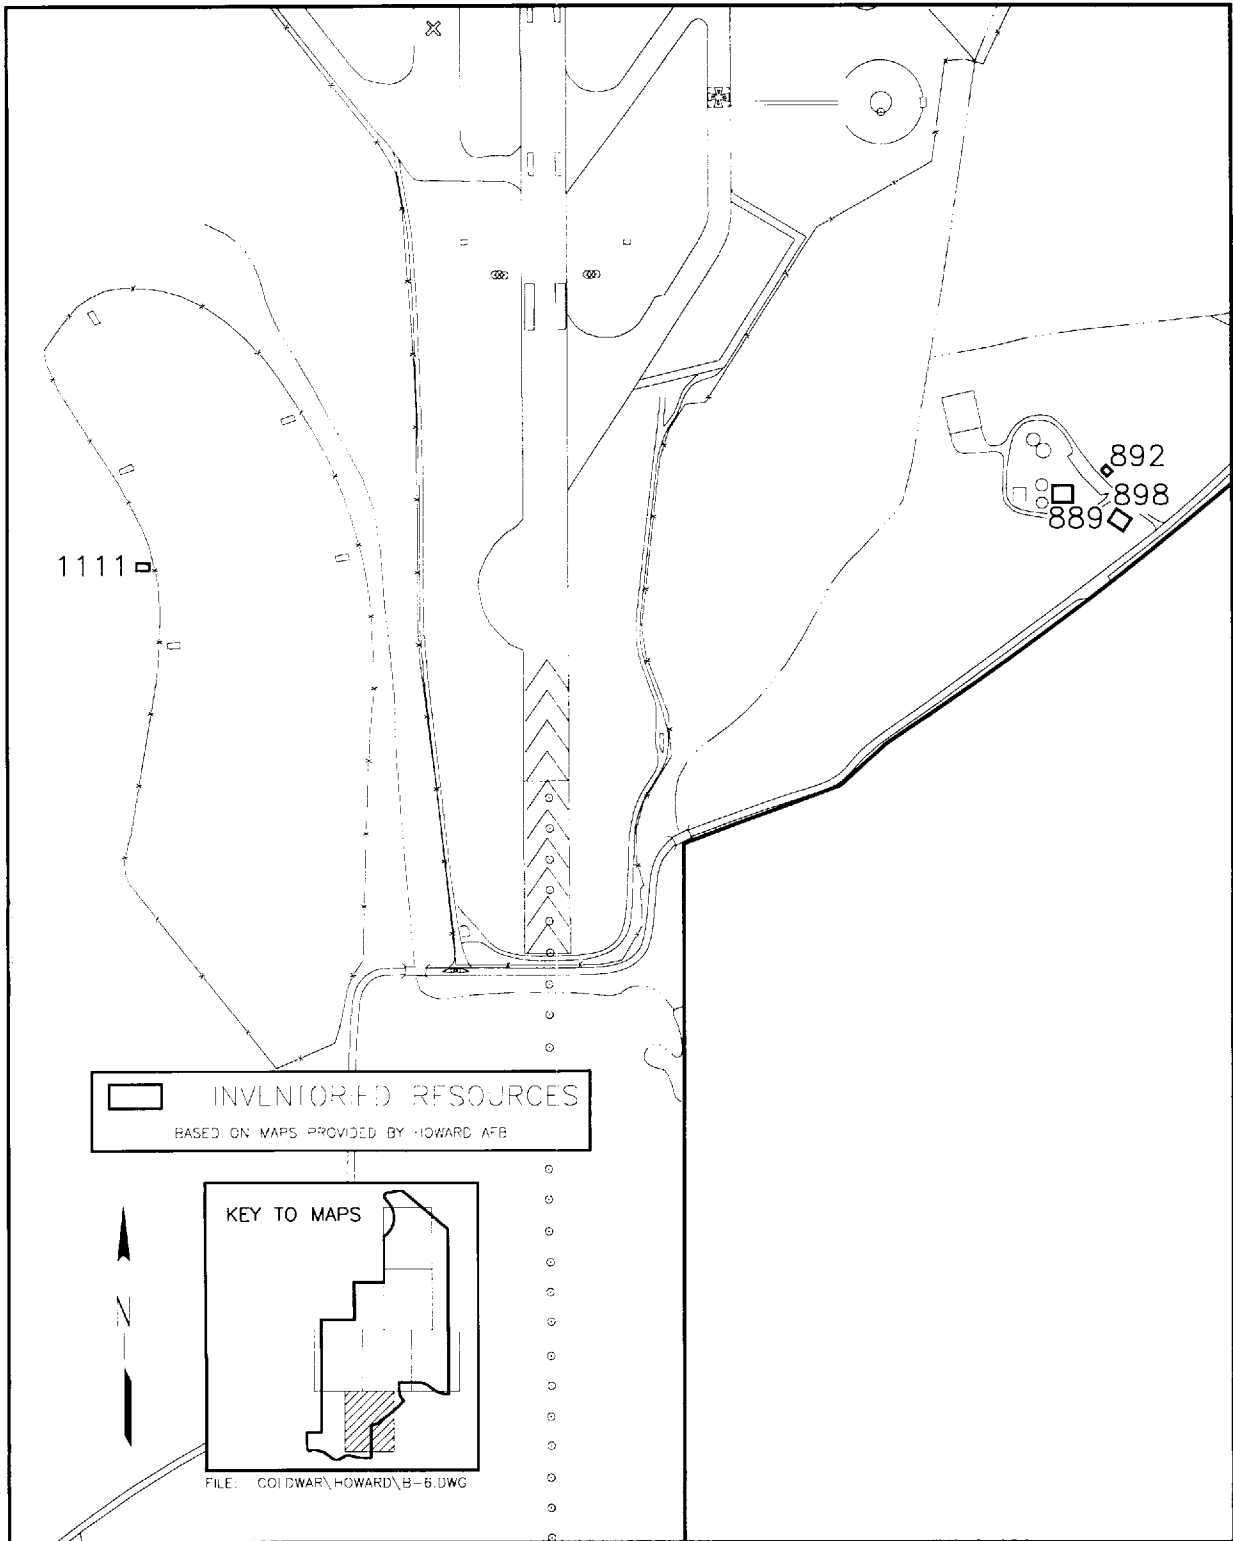 892
898
889
1111
INVENTORIED RESOURCES
BASED ON MAPS PROVIDED BY HOWARD AFB
KEY TO MAPS
N
FILE: COLDWAR\HOWARD\B-6.DWG